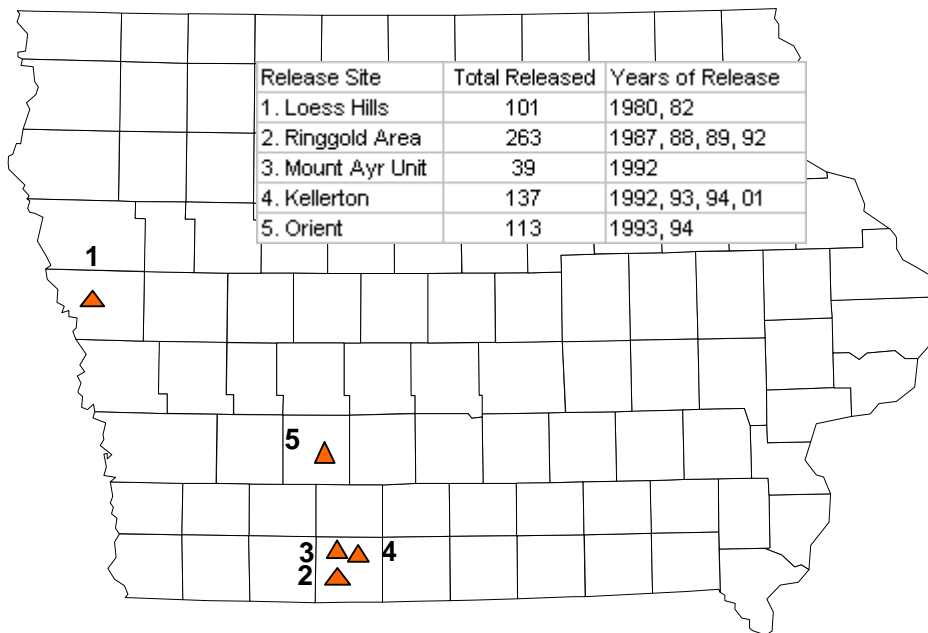 Release Site Total Released Years of Release
1. Loess Hills 101 1980, 82
2. Ringgold Area 263 1987, 88, 89, 92
3. Mount Ayr Unit 39 1992
4. Kellerton 137 1992, 93, 94, 01
5. Orient 113 1993, 94
1
5
3 4
2